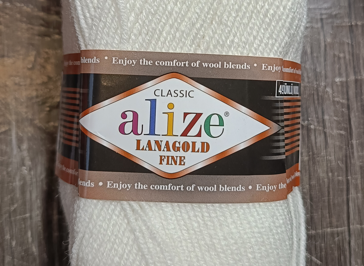 blends • Enjoy the comfort of wool blends • Enjoy
CLASSIC
alize®
LANAGOLD
FINE
• Enjoy the comfort of wool blends • Enjoy the